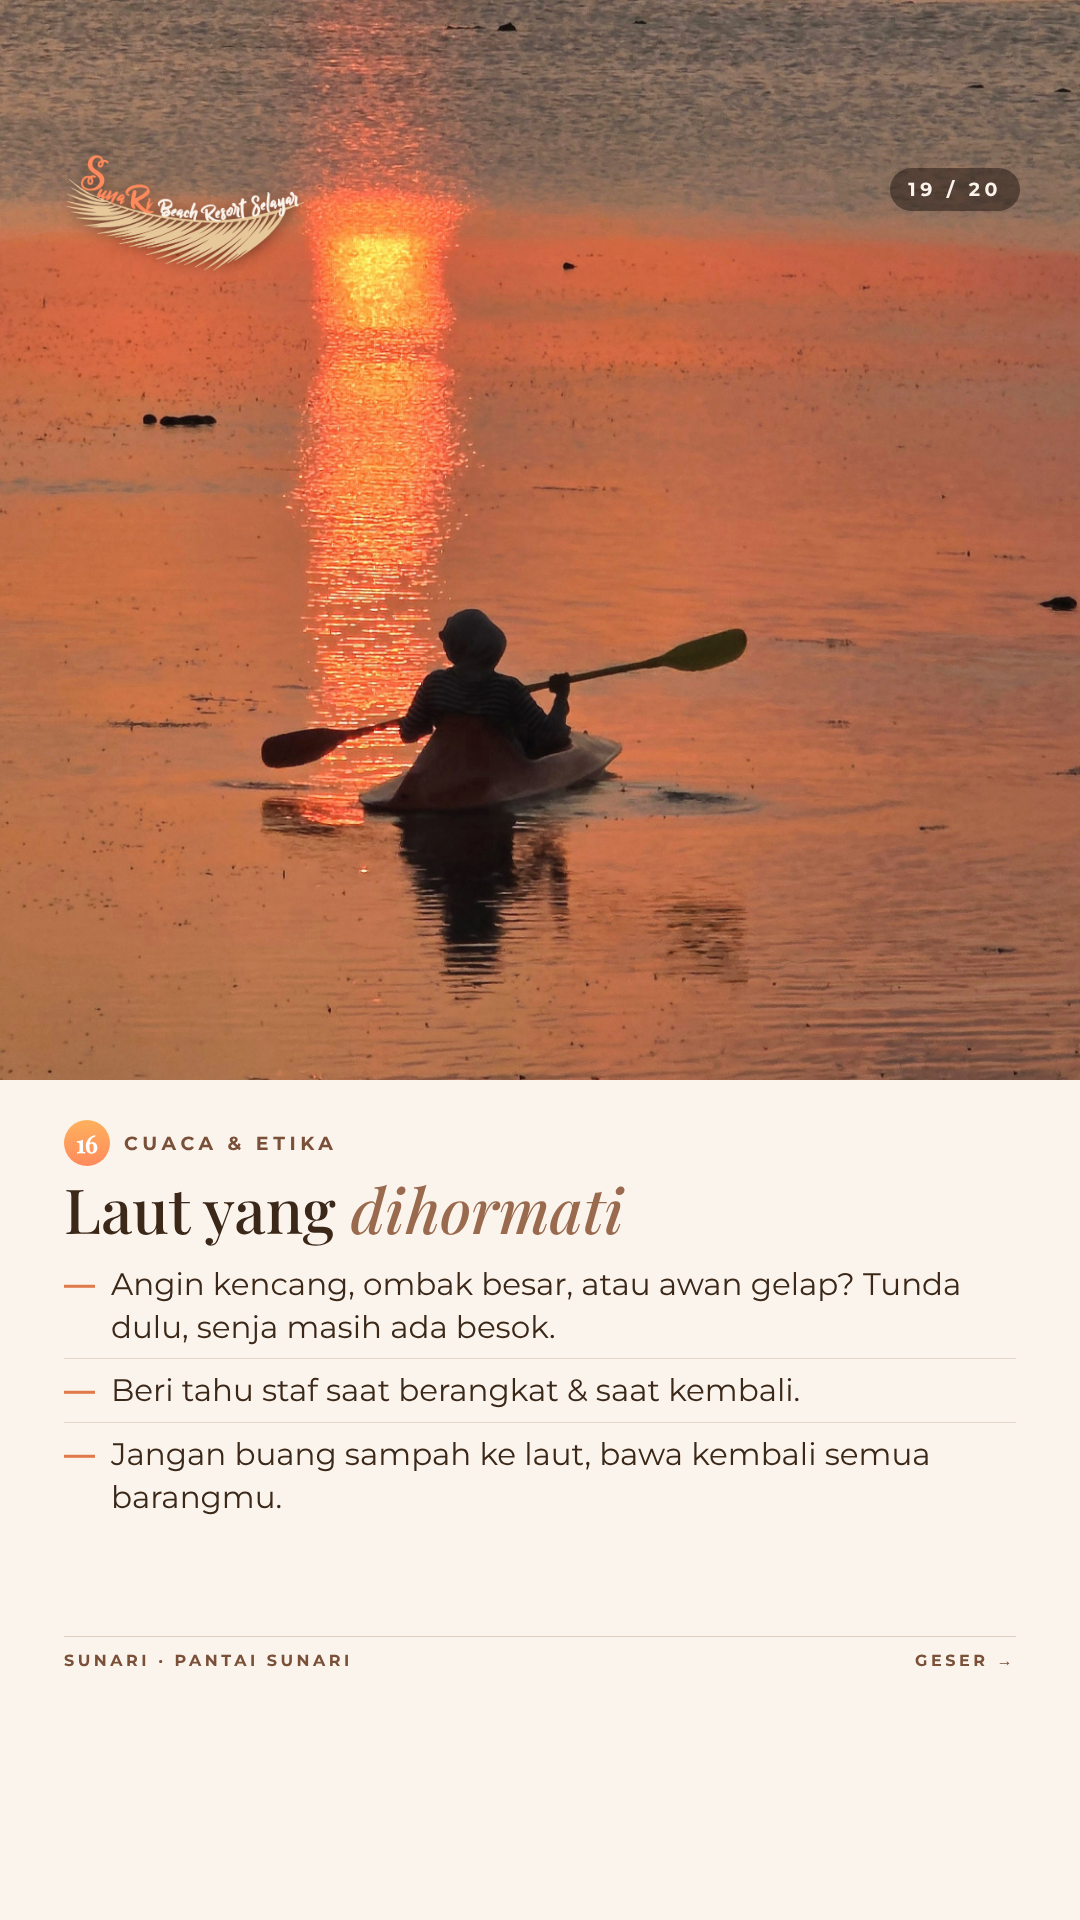 SunaRi Beach Resort Selayar
19 / 20
16 CUACA & ETIKA
Laut yang dihormati
— Angin kencang, ombak besar, atau awan gelap? Tunda
dulu, senja masih ada besok.
— Beri tahu staf saat berangkat & saat kembali.
— Jangan buang sampah ke laut, bawa kembali semua
barangmu.
SUNARI · PANTAI SUNARI
GESER →